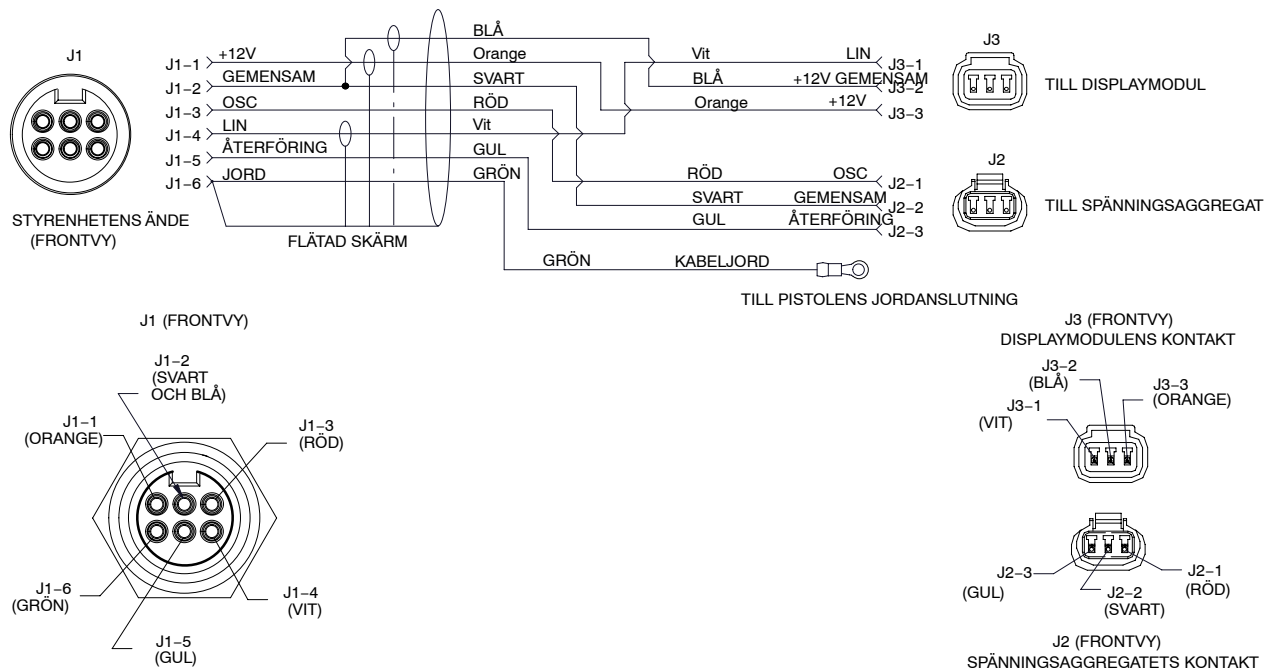 J1
J1-1
+12V
J1-2
GEMENSAM
J1-3
OSC
J1-4
LIN
J1-5
ÅTERFÖRING
J1-6
JORD
BLÅ
Orange
SVART
RÖD
Vit
GUL
GRÖN
FLÄTAD SKÄRM
STYRENHETENS ÄNDE
(FRONTVY)
Vit
LIN
J3-1
BLÅ
+12V GEMENSAM
J3-2
Orange
+12V
J3-3
J3
TILL DISPLAYMODUL
RÖD
OSC
J2-1
SVART
GEMENSAM
J2-2
GUL
ÅTERFÖRING
J2-3
J2
TILL SPÄNNINGSAGGREGAT
GRÖN
KABELJORD
TILL PISTOLENS JORDANSLUTNING
J1 (FRONTVY)
J1-2
(SVART
OCH BLÅ)
J1-1
(ORANGE)
J1-3
(RÖD)
J1-6
(GRÖN)
J1-4
(VIT)
J1-5
(GUL)
J3 (FRONTVY)
DISPLAYMODULENS KONTAKT
J3-2
(BLÅ)
J3-3
(ORANGE)
J3-1
(VIT)
J2-3
(GUL)
J2-2
(SVART)
J2-1
(RÖD)
J2 (FRONTVY)
SPÄNNINGSAGGREGATETS KONTAKT